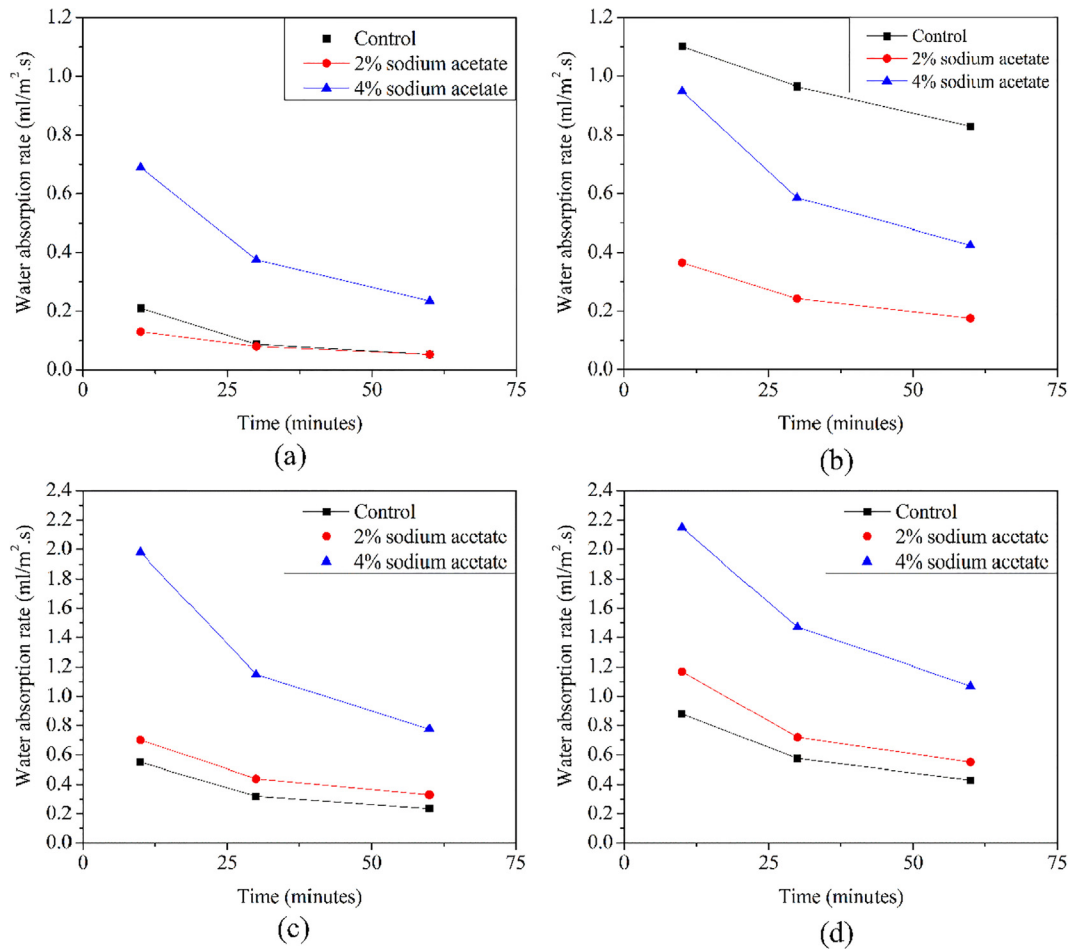 1.2
1.0
0.8
0.6
0.4
0.2
0.0
Water absorption rate (ml/m².s)
Control
2% sodium acetate
4% sodium acetate
0
25
50
75
Time (minutes)
(a)
1.2
1.0
0.8
0.6
0.4
0.2
0.0
Water absorption rate (ml/m².s)
Control
2% sodium acetate
4% sodium acetate
0
25
50
75
Time (minutes)
(b)
2.4
2.2
2.0
1.8
1.6
1.4
1.2
1.0
0.8
0.6
0.4
0.2
0.0
Water absorption rate (ml/m².s)
Control
2% sodium acetate
4% sodium acetate
0
25
50
75
Time (minutes)
(c)
2.4
2.2
2.0
1.8
1.6
1.4
1.2
1.0
0.8
0.6
0.4
0.2
0.0
Water absorption rate (ml/m².s)
Control
2% sodium acetate
4% sodium acetate
0
25
50
75
Time (minutes)
(d)